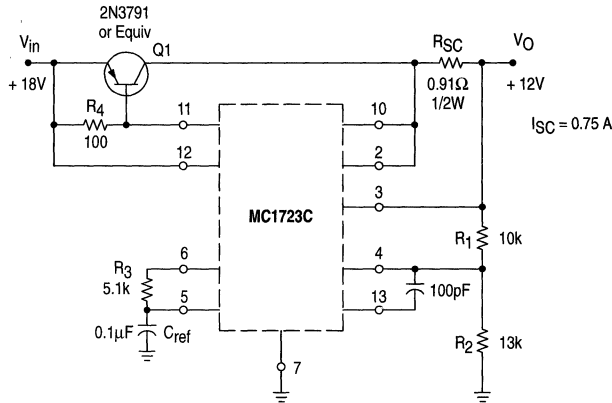 2N3791
or Equiv
Q1
Vin
+ 18V
R4
100
11
12
10
2
3
4
13
6
5
7
MC1723C
RSC
0.91Ω
1/2W
VO
+ 12V
ISC = 0.75 A
R1
10k
R2
13k
100pF
R3
5.1k
0.1µF
Cref